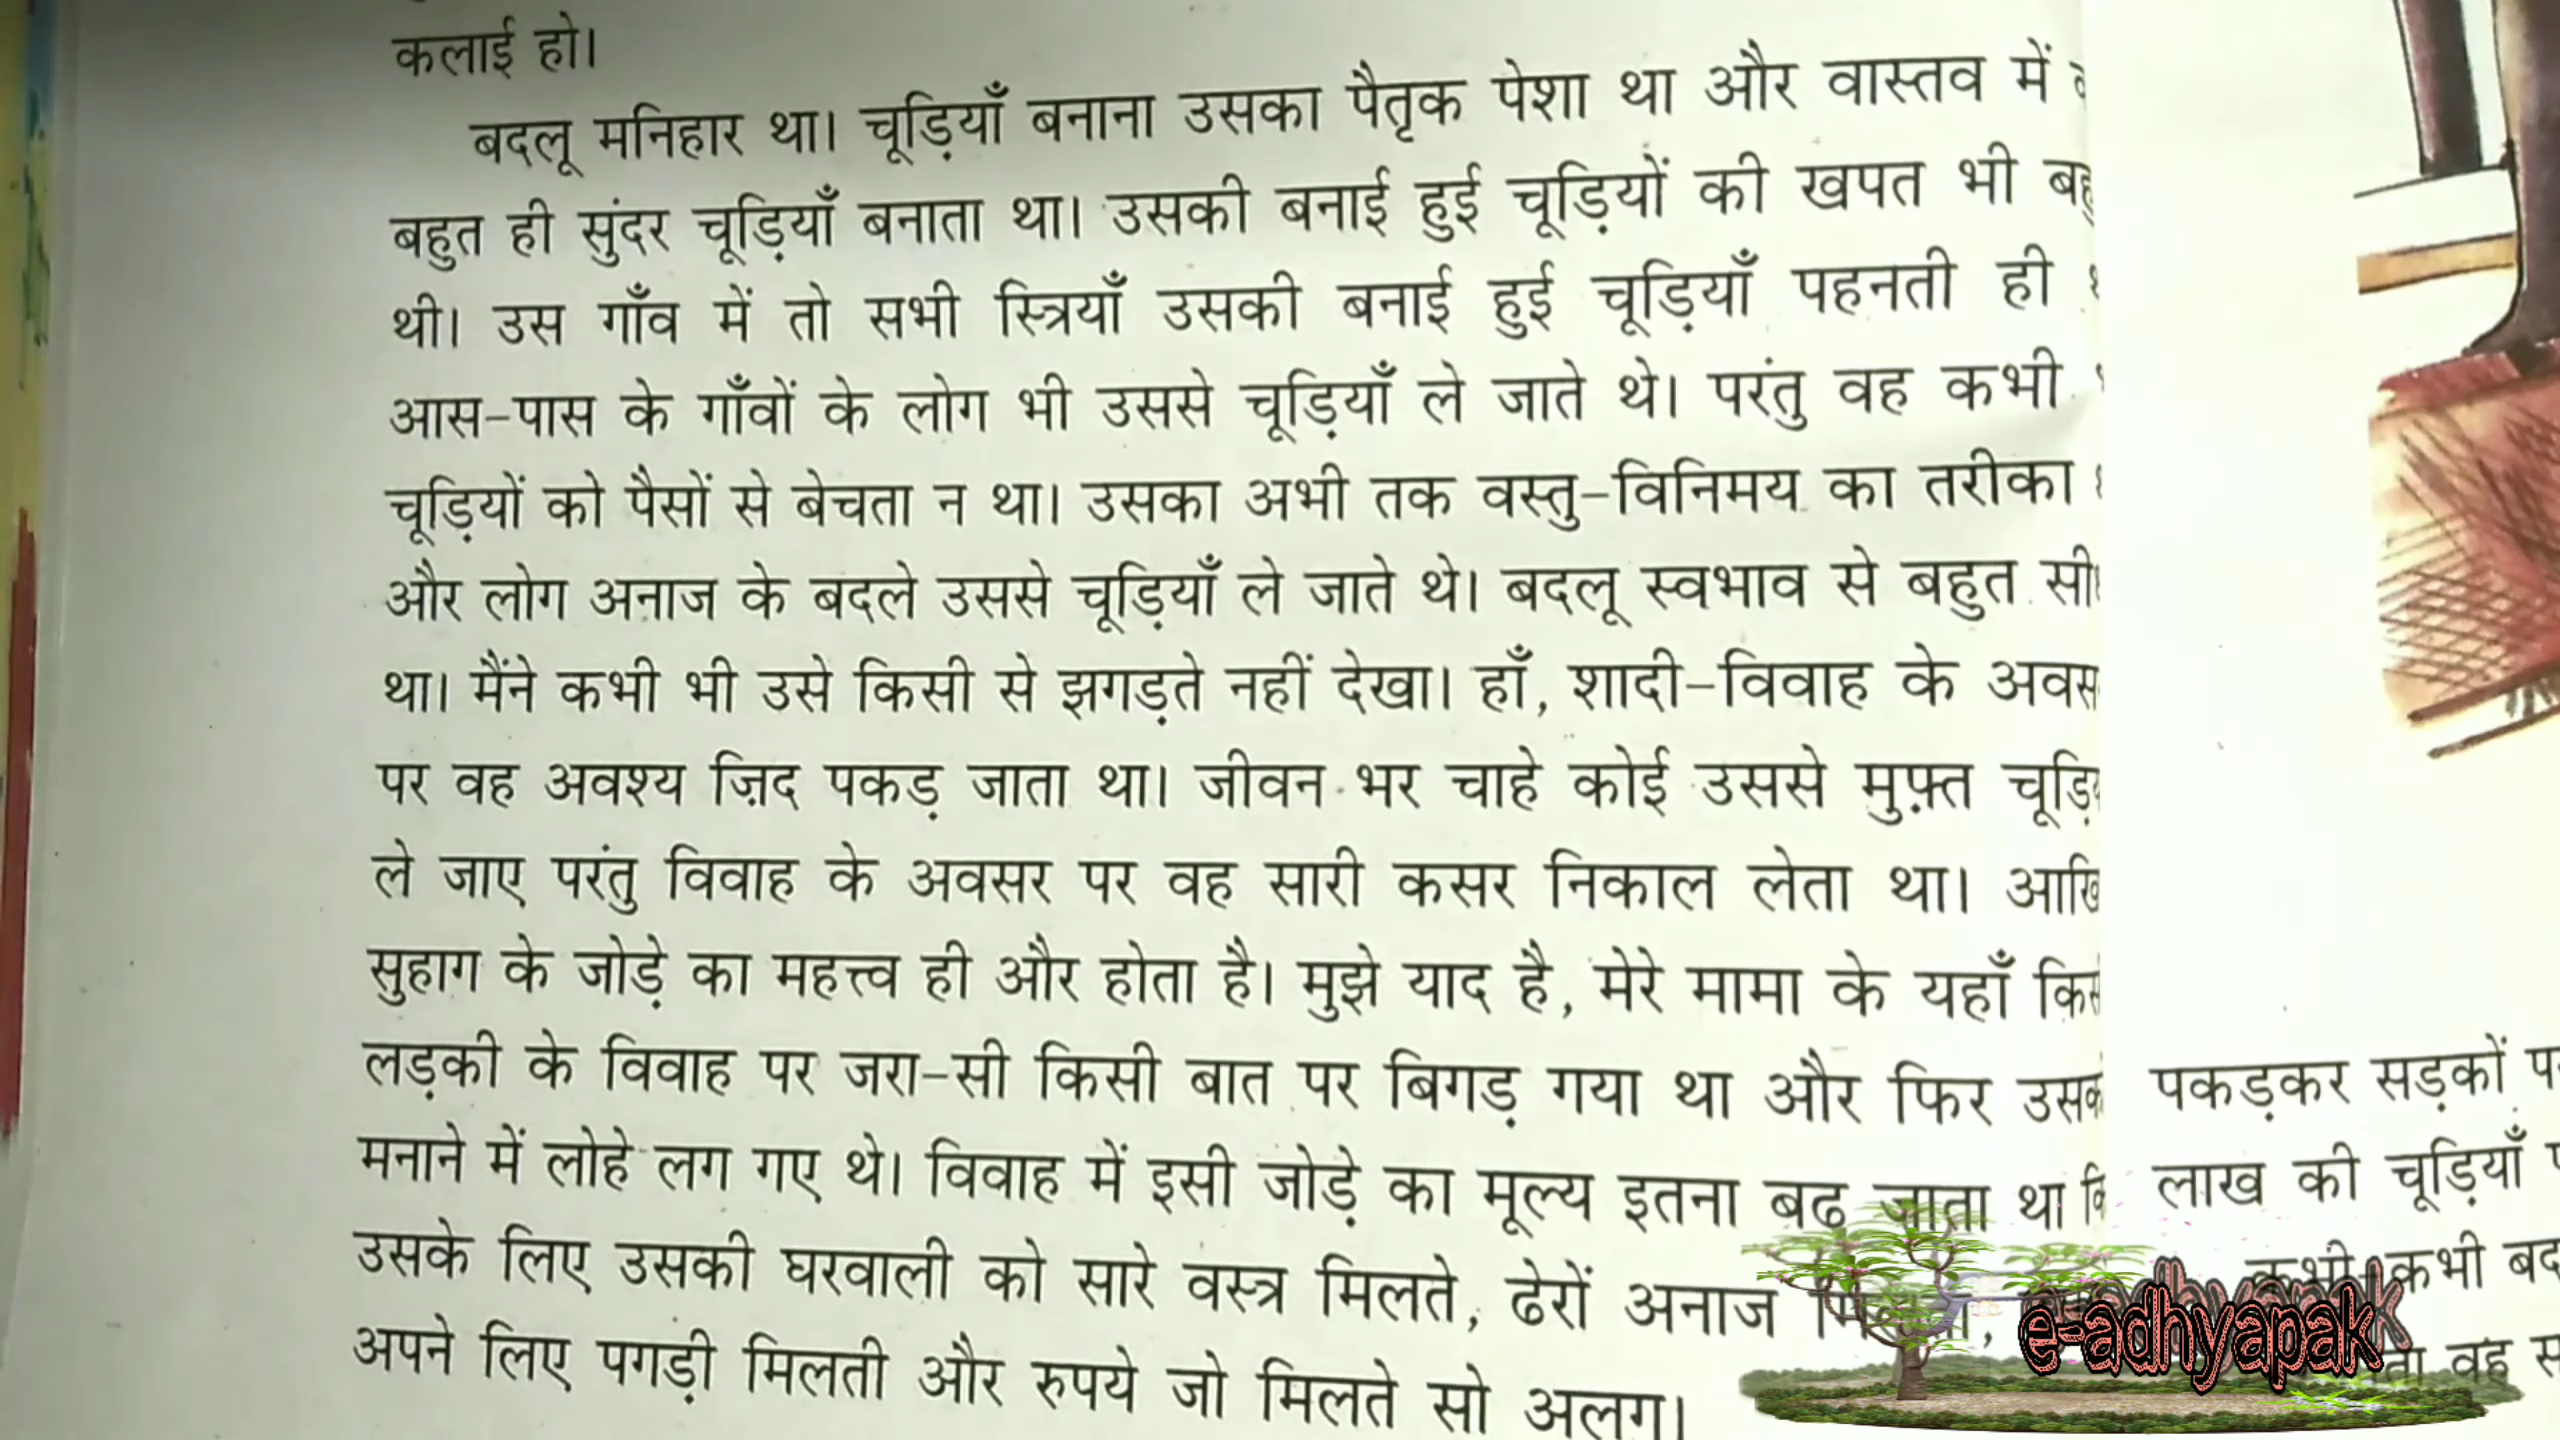 कलाई हो।
बदलू मनिहार था। चूड़ियाँ बनाना उसका पैतृक पेशा था और वास्तव में
बहुत ही सुंदर चूड़ियाँ बनाता था। उसकी बनाई हुई चूड़ियों की खपत भी
थी। उस गाँव में तो सभी स्त्रियाँ उसकी बनाई हुई चूड़ियाँ पहनती ही
आस-पास के गाँवों के लोग भी उससे चूड़ियाँ ले जाते थे। परंतु वह कभी
चूड़ियों को पैसों से बेचता न था। उसका अभी तक वस्तु-विनिमय का तरीका
और लोग अनाज के बदले उससे चूड़ियाँ ले जाते थे। बदलू स्वभाव से बहुत
था। मैंने कभी भी उसे किसी से झगड़ते नहीं देखा। हाँ, शादी-विवाह के
पर वह अवश्य ज़िद पकड़ जाता था। जीवन भर चाहे कोई उससे मुफ़्त
ले जाए परंतु विवाह के अवसर पर वह सारी कसर निकाल लेता था।
सुहाग के जोड़े का महत्त्व ही और होता है। मुझे याद है, मेरे मामा के यहाँ
लड़की के विवाह पर जरा-सी किसी बात पर बिगड़ गया था और फिर
मनाने में लोहे लग गए थे। विवाह में इसी जोड़े का मूल्य इतना बढ जाता था
उसके लिए उसकी घरवाली को सारे वस्त्र मिलते, ढेरों अनाज
अपने लिए पगड़ी मिलती और रुपये जो मिलते सो अलग।
पकड़कर सड़कों
लाख की चूड़ियाँ
कभी-कभी
वह
e-adhyapak